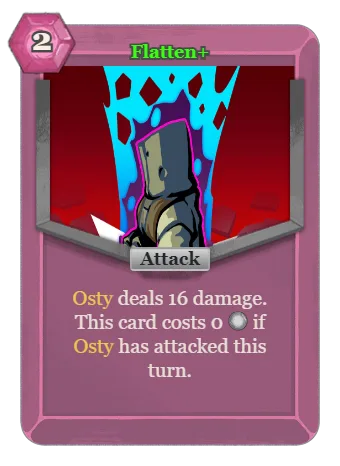 2
Flatten+
Attack
Osty deals 16 damage.
This card costs 0 if
Osty has attacked this
turn.